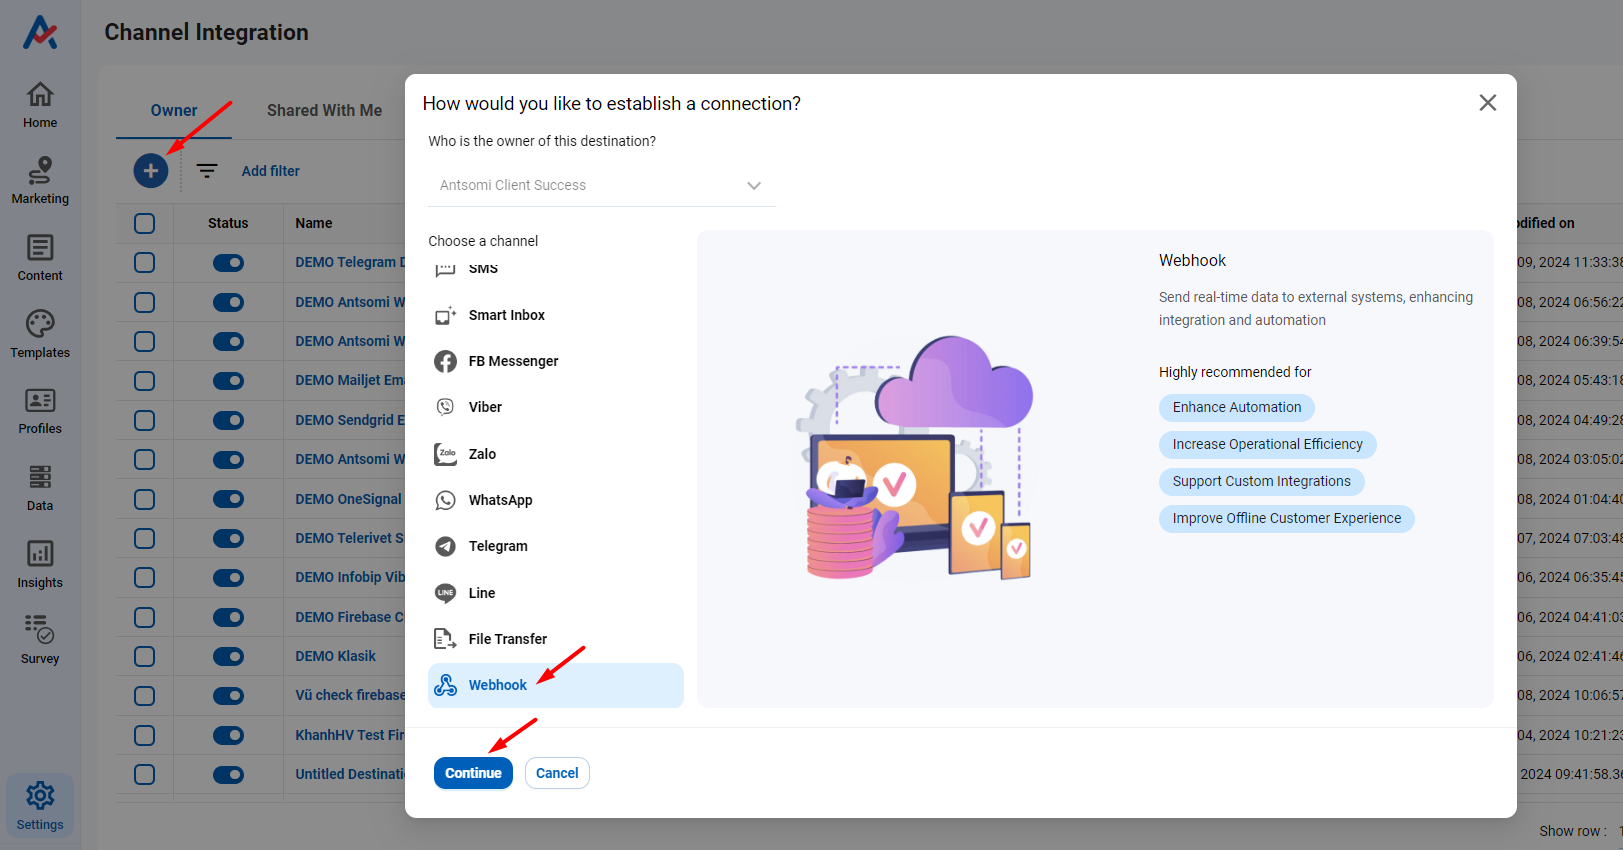 Channel Integration
Home
Marketing
Content
Templates
Profiles
Data
Insights
Survey
Settings
Owner
Shared With Me
Add filter
Status
Name
DEMO Telegram
DEMO Antsomi W
DEMO Antsomi W
DEMO Mailjet Ema
DEMO Sendgrid E
DEMO Antsomi W
DEMO OneSignal
DEMO Telerivet S
DEMO Infobip Vib
DEMO Firebase C
DEMO Klasik
Vũ check firebase
KhanhHV Test Fir
Untitled Destinati
How would you like to establish a connection?
Who is the owner of this destination?
Antsomi Client Success
Choose a channel
SMS
Smart Inbox
FB Messenger
Viber
Zalo
Zalo
WhatsApp
Telegram
LINE
Line
File Transfer
Webhook
Continue
Cancel
Webhook
Send real-time data to external systems, enhancing
integration and automation
Highly recommended for
Enhance Automation
Increase Operational Efficiency
Support Custom Integrations
Improve Offline Customer Experience
odified on
09, 2024 11:33:38
08, 2024 06:56:22
08, 2024 06:39:54
08, 2024 05:43:18
08, 2024 04:49:28
08, 2024 03:05:02
08, 2024 01:04:40
07, 2024 07:03:48
06, 2024 06:35:45
06, 2024 04:41:03
06, 2024 02:41:46
08, 2024 10:06:57
04, 2024 10:21:23
2024 09:41:58.36
Show row :